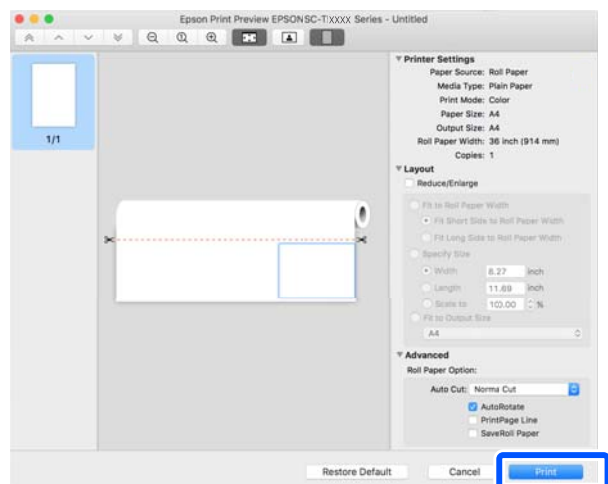 Epson Print Preview EPSONSC-T:XXXX Series - Untitled
1/1
Printer Settings
Paper Source: Roll Paper
Media Type: Plain Paper
Print Mode: Color
Paper Size: A4
Output Size: A4
Roll Paper Width: 36 inch (914 mm)
Copies: 1
Layout
Reduce/Enlarge
Fit to Roll Paper Width
Fit Short Side to Roll Paper Width
Fit Long Side to Roll Paper Width
Specify Size
Width 8.27 inch
Length 11.69 inch
Scale to 100.00 %
Fit to Output Size
A4
Advanced
Roll Paper Option:
Auto Cut: Norma Cut
AutoRotate
PrintPage Line
SaveRoll Paper
Restore Default Cancel Print